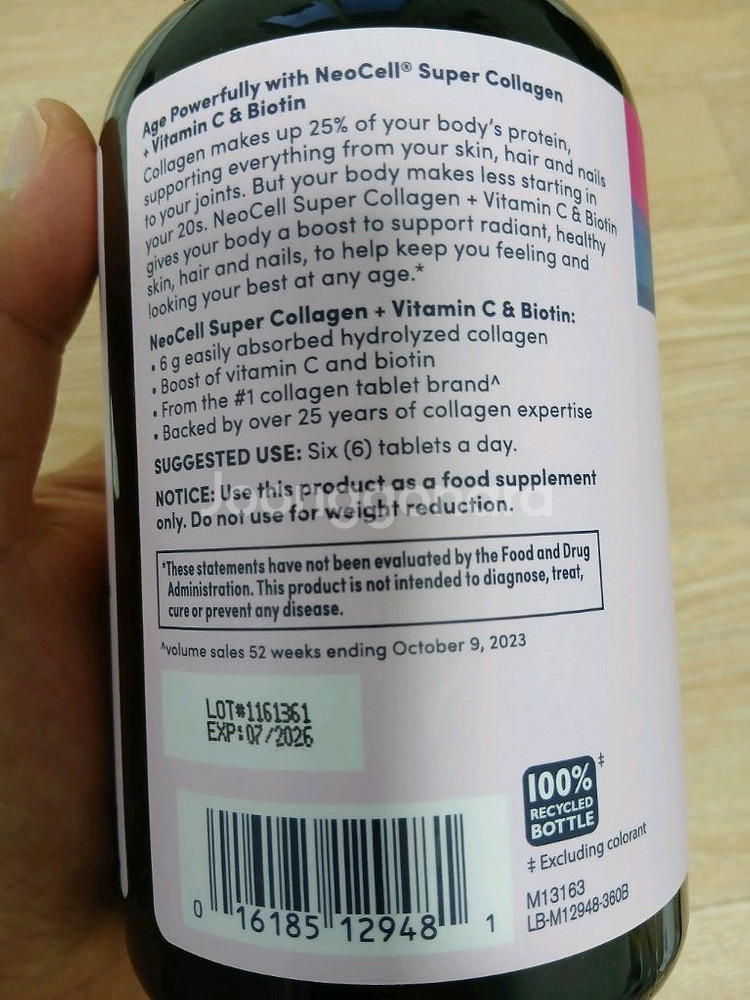 Age Powerfully with NeoCell® Super Collagen
+ Vitamin C & Biotin
Collagen makes up 25% of your body's protein,
supporting everything from your skin, hair and nails
to your joints. But your body makes less starting in
your 20s. NeoCell Super Collagen + Vitamin C & Biotin
gives your body a boost to support radiant, healthy
skin, hair and nails, to help keep you feeling and
looking your best at any age.*
NeoCell Super Collagen + Vitamin C & Biotin:
• 6 g easily absorbed hydrolyzed collagen
• Boost of vitamin C and biotin
• From the #1 collagen tablet brand^
• Backed by over 25 years of collagen expertise
SUGGESTED USE: Six (6) tablets a day.
NOTICE: Use this product as a food supplement
only. Do not use for weight reduction.
Joonggonara
*These statements have not been evaluated by the Food and Drug
Administration. This product is not intended to diagnose, treat,
cure or prevent any disease.
^volume sales 52 weeks ending October 9, 2023
LOT#1161361
EXP:07/2026
100%‡
RECYCLED
BOTTLE
‡ Excluding colorant
M13163
LB-M12948-360B
0 16185 12948 1